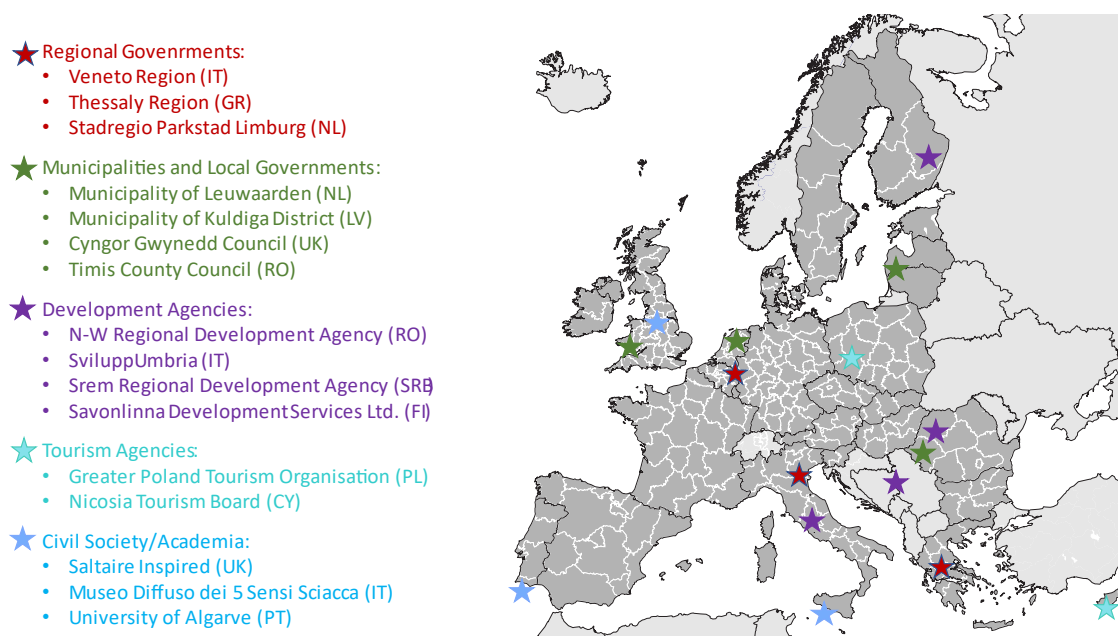 Regional Govenrments:
• Veneto Region (IT)
• Thessaly Region (GR)
• Stadregio Parkstad Limburg (NL)
Municipalities and Local Governments:
• Municipality of Leuwaarden (NL)
• Municipality of Kuldiga District (LV)
• Cyngor Gwynedd Council (UK)
• Timis County Council (RO)
Development Agencies:
• N-W Regional Development Agency (RO)
• SviluppUmbria (IT)
• Srem Regional Development Agency (SRB)
• Savonlinna Development Services Ltd. (FI)
Tourism Agencies:
• Greater Poland Tourism Organisation (PL)
• Nicosia Tourism Board (CY)
Civil Society/Academia:
• Saltaire Inspired (UK)
• Museo Diffuso dei 5 Sensi Sciacca (IT)
• University of Algarve (PT)